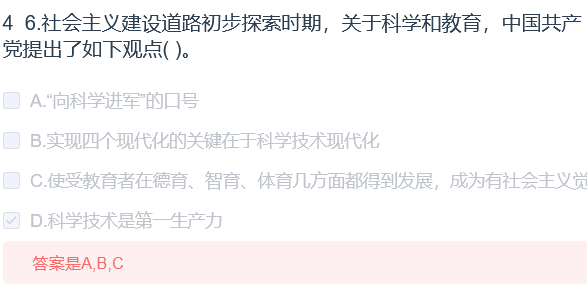 4 6.社会主义建设道路初步探索时期，关于科学和教育，中国共产
党提出了如下观点( )。
A.“向科学进军”的口号
B.实现四个现代化的关键在于科学技术现代化
C.使受教育者在德育、智育、体育几方面都得到发展，成为有社会主义觉
D.科学技术是第一生产力
答案是A,B,C